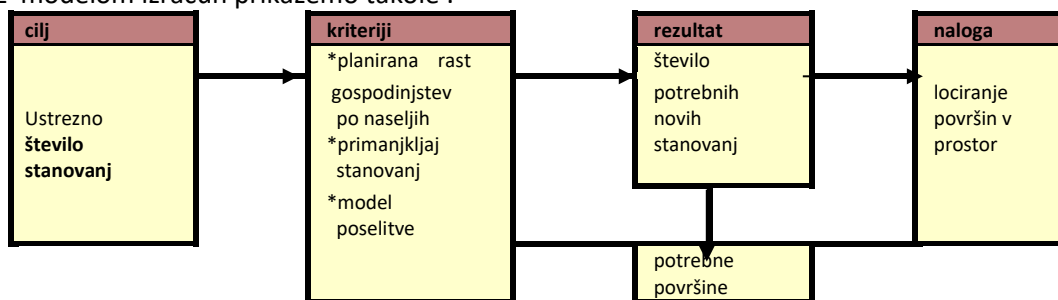 modelom izračun prikažemo takole :
cilj
Ustrezno
število
stanovanj
kriteriji
*planirana rast
gospodinjstev
po naseljih
*primanjkljaj
stanovanj
*model
poselitve
rezultat
število
potrebnih
novih
stanovanj
potrebne
površine
naloga
lociranje
površin v
prostor